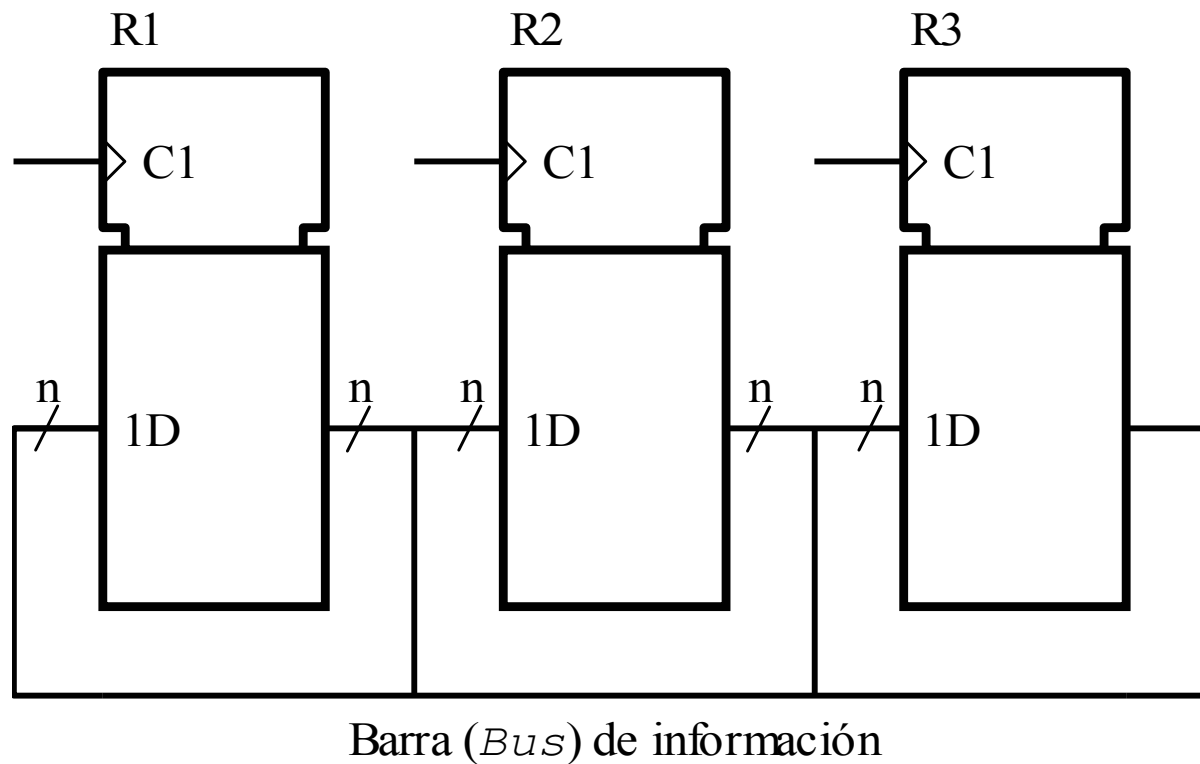 R1 R2 R3
C1 C1 C1
n n n n n
1D 1D 1D
Barra (Bus) de información